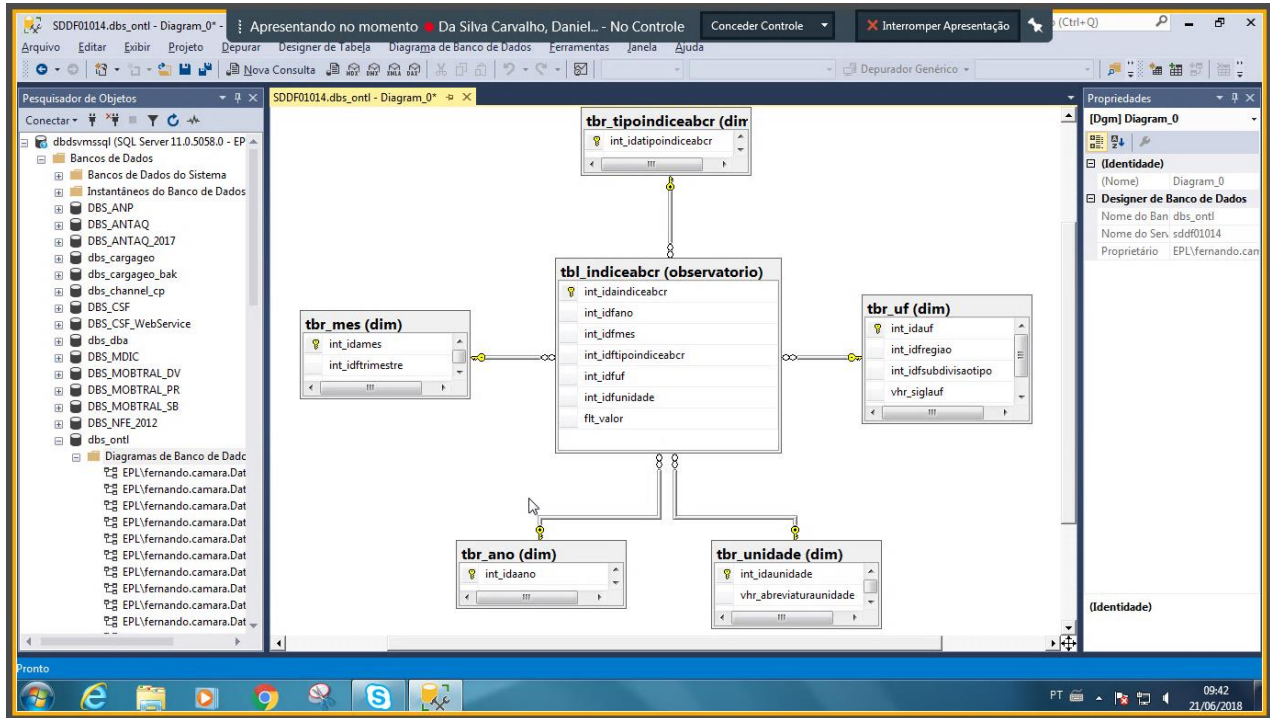 SDDF01014.dbs_ontl - Diagram_0* -
Apresentando no momento
Da Silva Carvalho, Daniel... - No Controle
Conceder Controle
Interromper Apresentação
(Ctrl+Q)
Arquivo Editar Exibir Projeto Depurar Designer de Tabela Diagrama de Banco de Dados Ferramentas Janela Ajuda
Nova Consulta
MDX DMX XMLA DAX
Depurador Genérico
Pesquisador de Objetos
Conectar
dbdsvmssql (SQL Server 11.0.5058.0 - EP
Bancos de Dados
Bancos de Dados do Sistema
Instantâneos do Banco de Dados
DBS_ANP
DBS_ANTAQ
DBS_ANTAQ_2017
dbs_cargageo
dbs_cargageo_bak
dbs_channel_cp
DBS_CSF
DBS_CSF_WebService
dbs_dba
DBS_MDIC
DBS_MOBTRAL_DV
DBS_MOBTRAL_PR
DBS_MOBTRAL_SB
DBS_NFE_2012
dbs_ontl
Diagramas de Banco de Dadc
EPL\fernando.camara.Dat
EPL\fernando.camara.Dat
EPL\fernando.camara.Dat
EPL\fernando.camara.Dat
EPL\fernando.camara.Dat
EPL\fernando.camara.Dat
EPL\fernando.camara.Dat
EPL\fernando.camara.Dat
EPL\fernando.camara.Dat
EPL\fernando.camara.Dat
SDDF01014.dbs_ontl - Diagram_0*
tbr_tipoindiceabcr (dim
int_idatipoindiceabcr
tbl_indiceabcr (observatorio)
int_idaindiceabcr
int_idfano
int_idfmes
int_idftipoindiceabcr
int_idfuf
int_idfunidade
flt_valor
tbr_mes (dim)
int_idames
int_idftrimestre
tbr_uf (dim)
int_idauf
int_idfregiao
int_idfsubdivisaotipo
vhr_siglauf
tbr_ano (dim)
int_idaano
tbr_unidade (dim)
int_idaunidade
vhr_abreviaturaunidade
Propriedades
[Dgm] Diagram_0
(Identidade)
(Nome) Diagram_0
Designer de Banco de Dados
Nome do Ban dbs_ontl
Nome do Ser sddf01014
Proprietário EPL\fernando.can
(Identidade)
Pronto
PT
09:42
21/06/2018